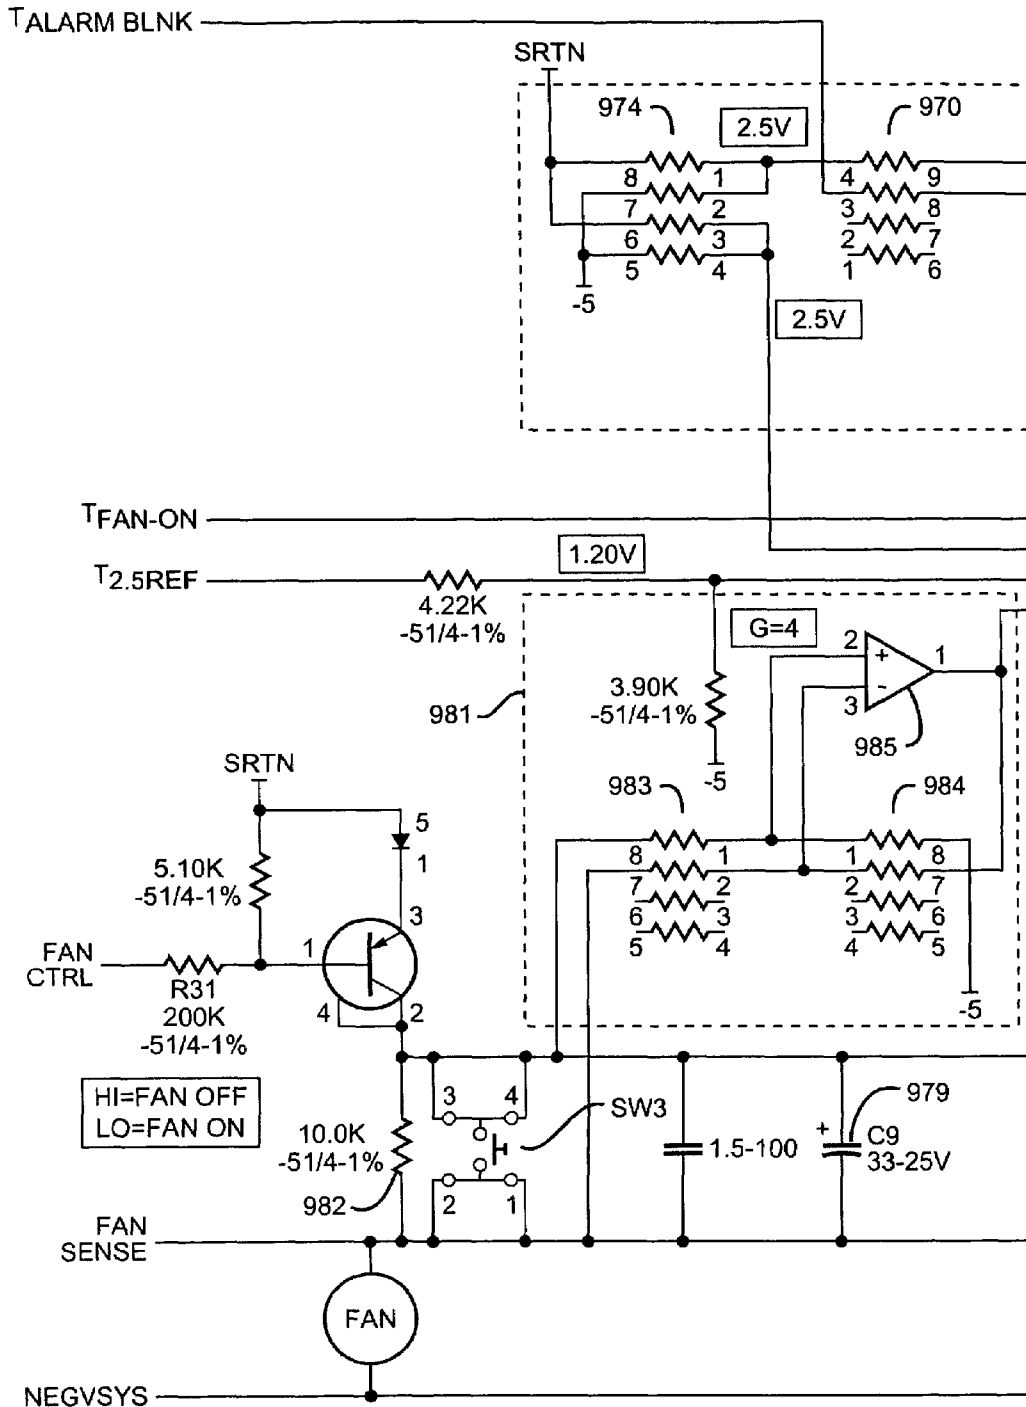 TALARM BLNK
SRTN
974
2.5V
970
8 1 4 9
7 2 3 8
6 3 2 7
5 4 1 6
-5
2.5V
TFAN-ON
1.20V
T2.5REF
4.22K
-51/4-1%
G=4
2 + 1
3.90K
-51/4-1%
3 -
981
985
-5
SRTN
983
984
5
5.10K
-51/4-1%
1
8 1 1 8
7 2 2 7
6 3 3 6
5 4 4 5
3
1
FAN
CTRL
R31
200K
-51/4-1%
4 2
-5
HI=FAN OFF
LO=FAN ON
3 4
SW3
979
10.0K
-51/4-1%
1.5-100
+ C9
33-25V
982
2 1
FAN
SENSE
FAN
NEGVSYS